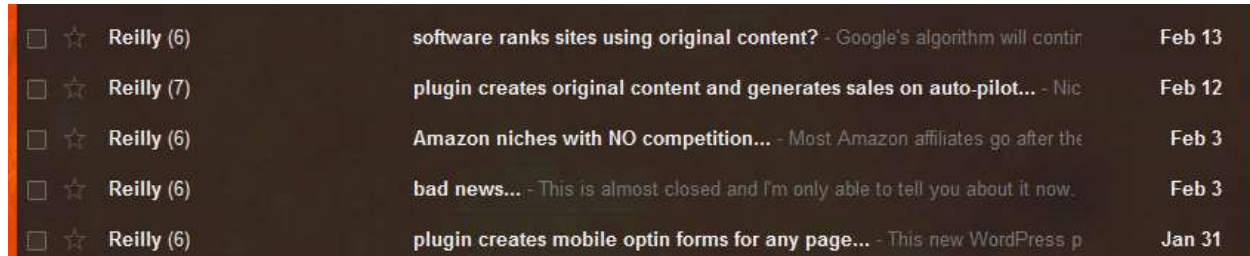 Reilly (6) software ranks sites using original content? - Google's algorithm will contin Feb 13
Reilly (7) plugin creates original content and generates sales on auto-pilot... - Nic Feb 12
Reilly (6) Amazon niches with NO competition... - Most Amazon affiliates go after the Feb 3
Reilly (6) bad news... - This is almost closed and I'm only able to tell you about it now. Feb 3
Reilly (6) plugin creates mobile optin forms for any page... - This new WordPress p Jan 31